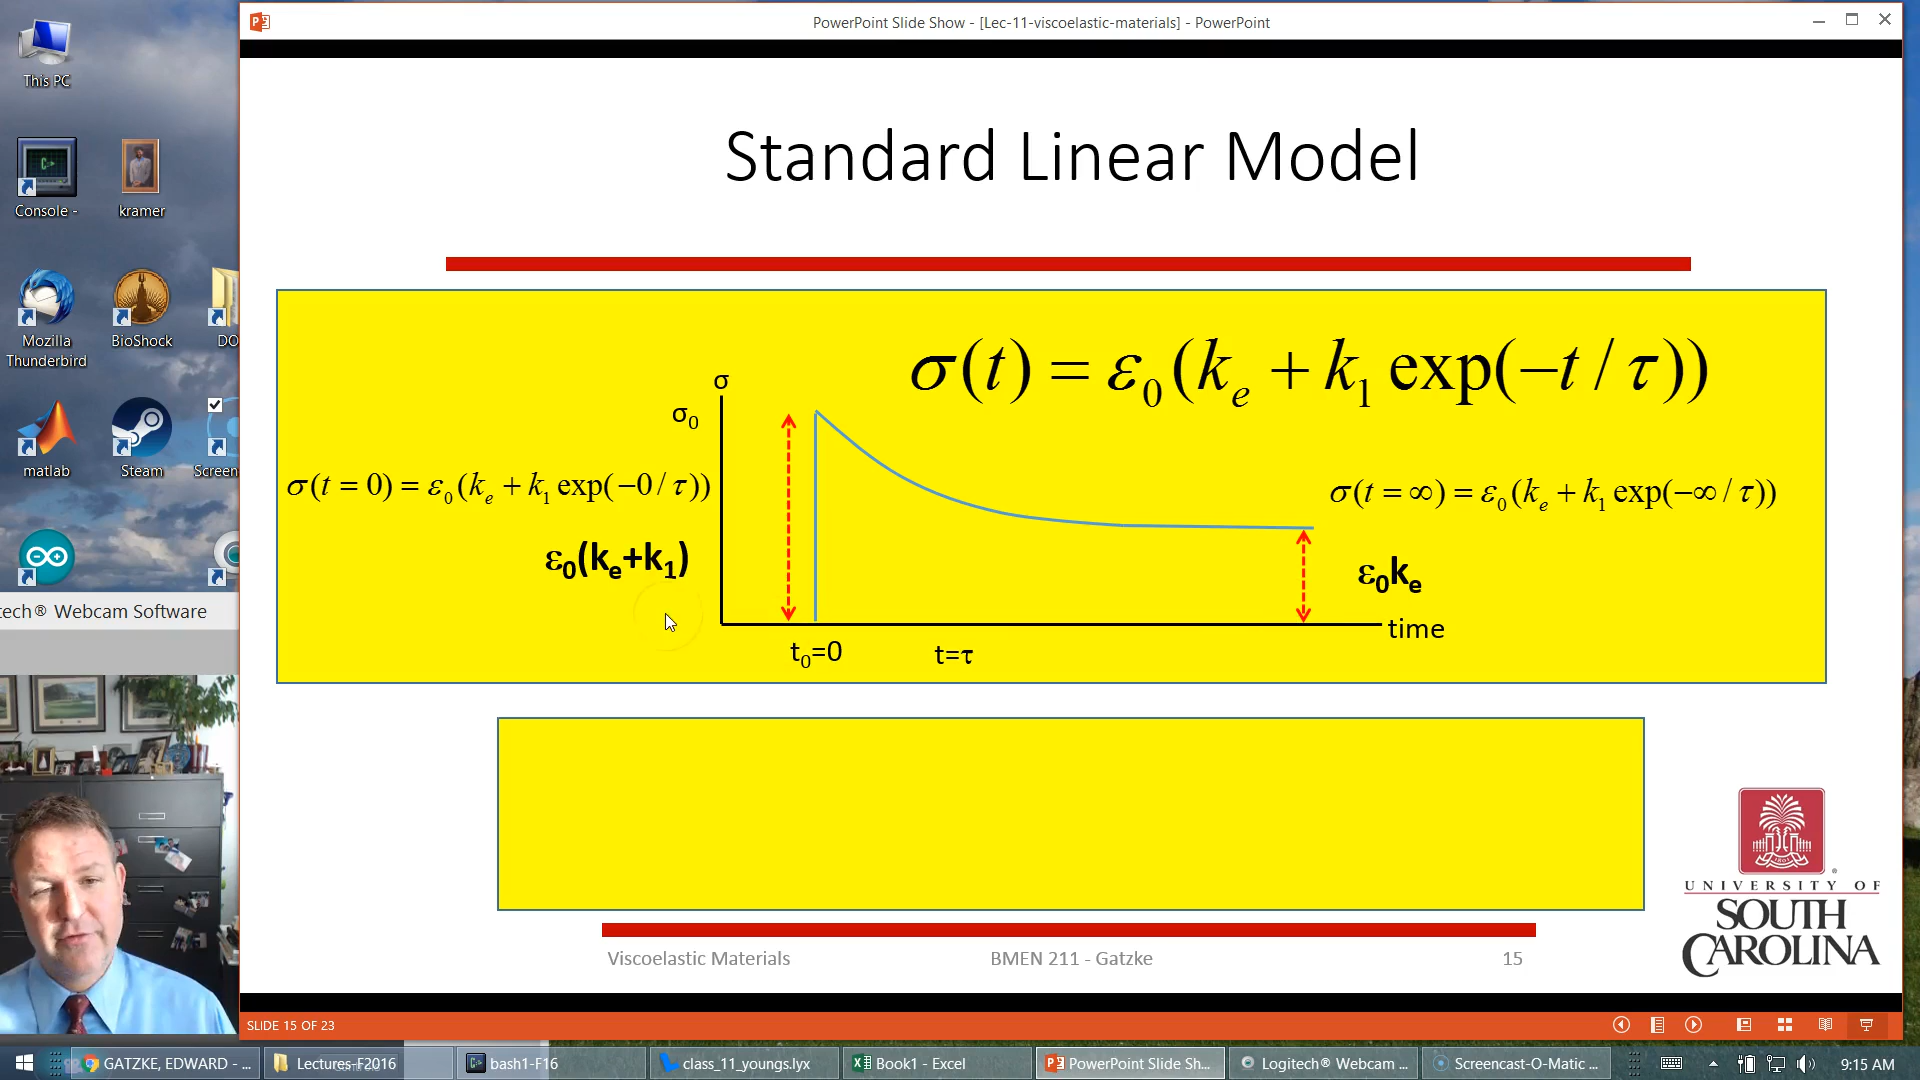 PowerPoint Slide Show - [Lec-11-viscoelastic-materials] - PowerPoint
This PC
Console -
kramer
Mozilla Thunderbird
BioShock
DO
matlab
Steam
Screen
tech® Webcam Software
Standard Linear Model
σ(t) = ε₀(kₑ + k₁ exp(−t / τ))
σ
σ₀
σ(t = 0) = ε₀(kₑ + k₁ exp(−0 / τ))
σ(t = ∞) = ε₀(kₑ + k₁ exp(−∞ / τ))
ε₀(kₑ+k₁)
ε₀kₑ
time
t₀=0
t=τ
UNIVERSITY OF
SOUTH
CAROLINA
Viscoelastic Materials
BMEN 211 - Gatzke
15
SLIDE 15 OF 23
GATZKE, EDWARD - ...
Lectures-F2016
bash1-F16
class_11_youngs.lyx
Book1 - Excel
PowerPoint Slide Sh...
Logitech® Webcam ...
Screencast-O-Matic ...
9:15 AM